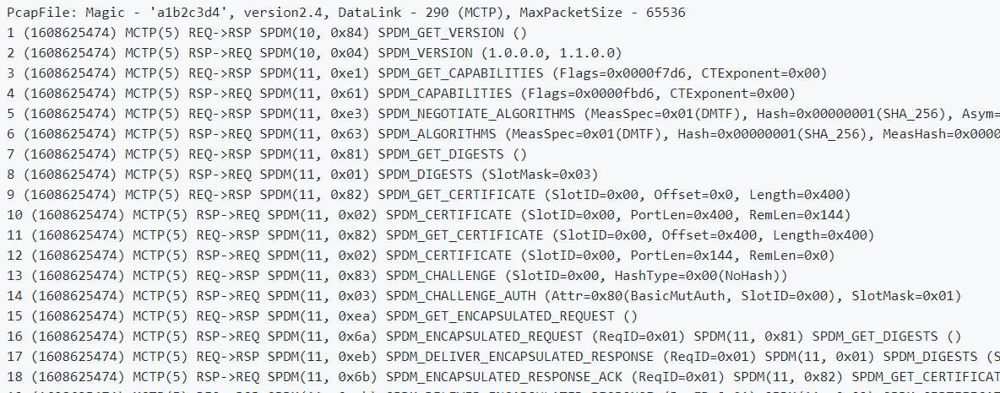 PcapFile: Magic - 'a1b2c3d4', version2.4, DataLink - 290 (MCTP), MaxPacketSize - 65536
1 (1608625474) MCTP(5) REQ->RSP SPDM(10, 0x84) SPDM_GET_VERSION ()
2 (1608625474) MCTP(5) RSP->REQ SPDM(10, 0x04) SPDM_VERSION (1.0.0.0, 1.1.0.0)
3 (1608625474) MCTP(5) REQ->RSP SPDM(11, 0xe1) SPDM_GET_CAPABILITIES (Flags=0x0000f7d6, CTExponent=0x00)
4 (1608625474) MCTP(5) RSP->REQ SPDM(11, 0x61) SPDM_CAPABILITIES (Flags=0x0000fbd6, CTExponent=0x00)
5 (1608625474) MCTP(5) REQ->RSP SPDM(11, 0xe3) SPDM_NEGOTIATE_ALGORITHMS (MeasSpec=0x01(DMTF), Hash=0x00000001(SHA_256), Asym=
6 (1608625474) MCTP(5) RSP->REQ SPDM(11, 0x63) SPDM_ALGORITHMS (MeasSpec=0x01(DMTF), Hash=0x00000001(SHA_256), MeasHash=0x0000
7 (1608625474) MCTP(5) REQ->RSP SPDM(11, 0x81) SPDM_GET_DIGESTS ()
8 (1608625474) MCTP(5) RSP->REQ SPDM(11, 0x01) SPDM_DIGESTS (SlotMask=0x03)
9 (1608625474) MCTP(5) REQ->RSP SPDM(11, 0x82) SPDM_GET_CERTIFICATE (SlotID=0x00, Offset=0x0, Length=0x400)
10 (1608625474) MCTP(5) RSP->REQ SPDM(11, 0x02) SPDM_CERTIFICATE (SlotID=0x00, PortLen=0x400, RemLen=0x144)
11 (1608625474) MCTP(5) REQ->RSP SPDM(11, 0x82) SPDM_GET_CERTIFICATE (SlotID=0x00, Offset=0x400, Length=0x400)
12 (1608625474) MCTP(5) RSP->REQ SPDM(11, 0x02) SPDM_CERTIFICATE (SlotID=0x00, PortLen=0x144, RemLen=0x0)
13 (1608625474) MCTP(5) REQ->RSP SPDM(11, 0x83) SPDM_CHALLENGE (SlotID=0x00, HashType=0x00(NoHash))
14 (1608625474) MCTP(5) RSP->REQ SPDM(11, 0x03) SPDM_CHALLENGE_AUTH (Attr=0x80(BasicMutAuth, SlotID=0x00), SlotMask=0x01)
15 (1608625474) MCTP(5) REQ->RSP SPDM(11, 0xea) SPDM_GET_ENCAPSULATED_REQUEST ()
16 (1608625474) MCTP(5) RSP->REQ SPDM(11, 0x6a) SPDM_ENCAPSULATED_REQUEST (ReqID=0x01) SPDM(11, 0x81) SPDM_GET_DIGESTS ()
17 (1608625474) MCTP(5) REQ->RSP SPDM(11, 0xeb) SPDM_DELIVER_ENCAPSULATED_RESPONSE (ReqID=0x01) SPDM(11, 0x01) SPDM_DIGESTS (S
18 (1608625474) MCTP(5) RSP->REQ SPDM(11, 0x6b) SPDM_ENCAPSULATED_RESPONSE_ACK (ReqID=0x01) SPDM(11, 0x82) SPDM_GET_CERTIFICAT